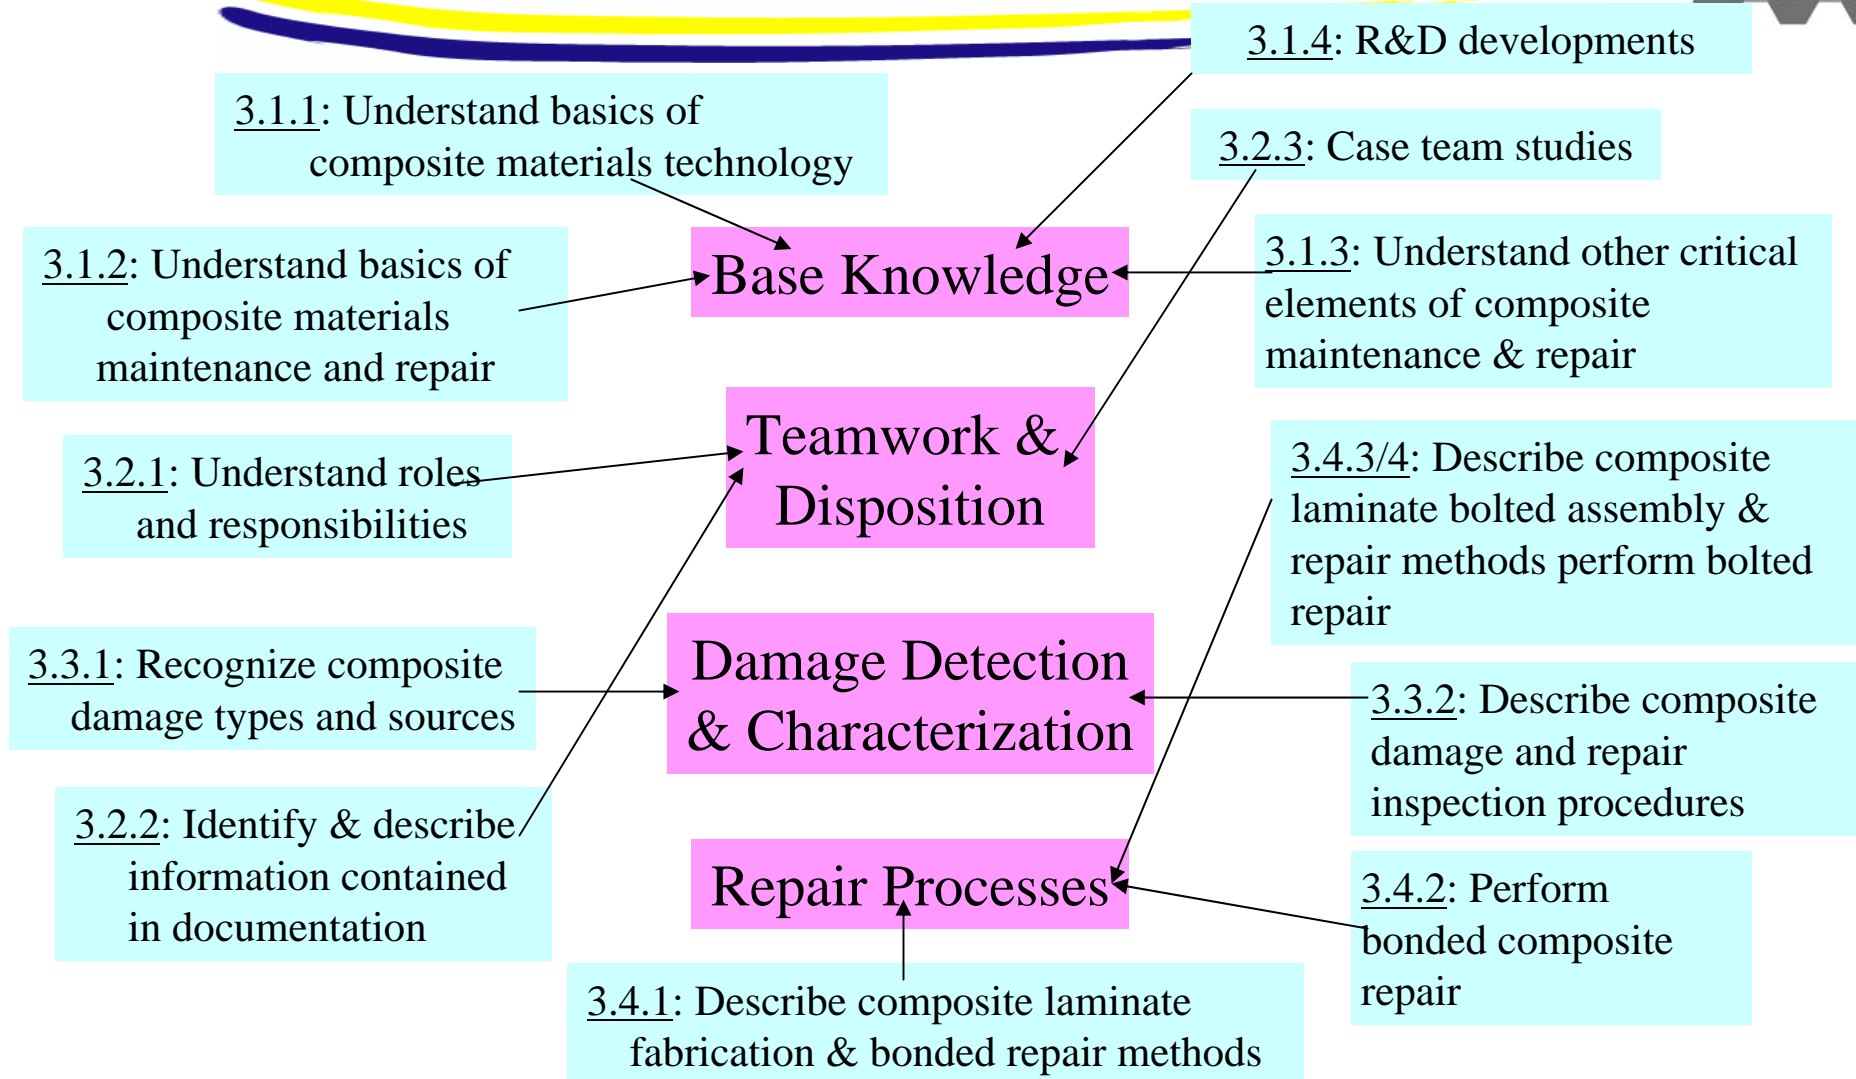 3.1.4: R&D developments
3.1.1: Understand basics of
composite materials technology
3.2.3: Case team studies
3.1.2: Understand basics of
composite materials
maintenance and repair
Base Knowledge
3.1.3: Understand other critical
elements of composite
maintenance & repair
Teamwork &
Disposition
3.2.1: Understand roles
and responsibilities
3.4.3/4: Describe composite
laminate bolted assembly &
repair methods perform bolted
repair
3.3.1: Recognize composite
damage types and sources
Damage Detection
& Characterization
3.3.2: Describe composite
damage and repair
inspection procedures
3.2.2: Identify & describe
information contained
in documentation
Repair Processes
3.4.2: Perform
bonded composite
repair
3.4.1: Describe composite laminate
fabrication & bonded repair methods